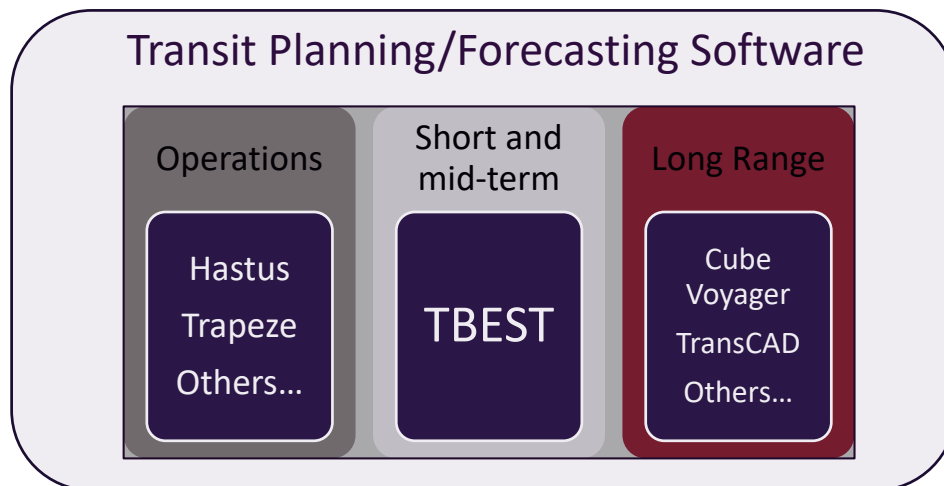 Transit Planning/Forecasting Software
Operations
Hastus
Trapeze
Others…
Short and
mid-term
TBEST
Long Range
Cube
Voyager
TransCAD
Others…